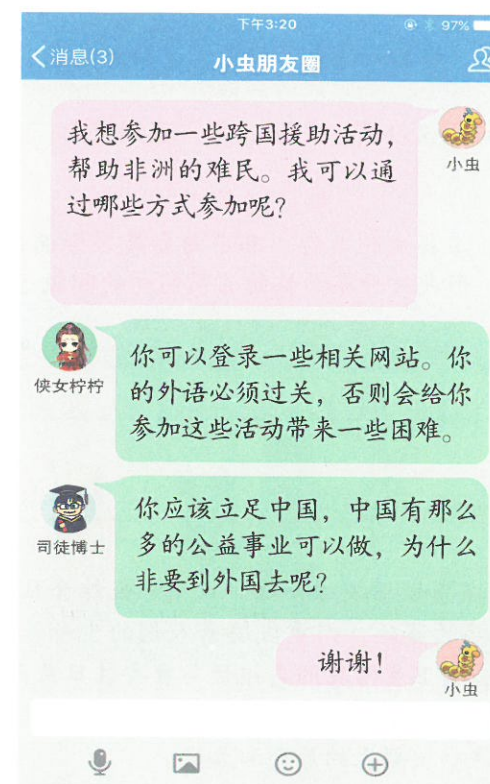 下午3:20
97%
消息(3)
小虫朋友圈
我想参加一些跨国援助活动，
帮助非洲的难民。我可以通
过哪些方式参加呢？
小虫
你可以登录一些相关网站。你
的外语必须过关，否则会给你
参加这些活动带来一些困难。
侠女柠柠
你应该立足中国，中国有那么
多的公益事业可以做，为什么
非要到外国去呢？
司徒博士
谢谢！
小虫